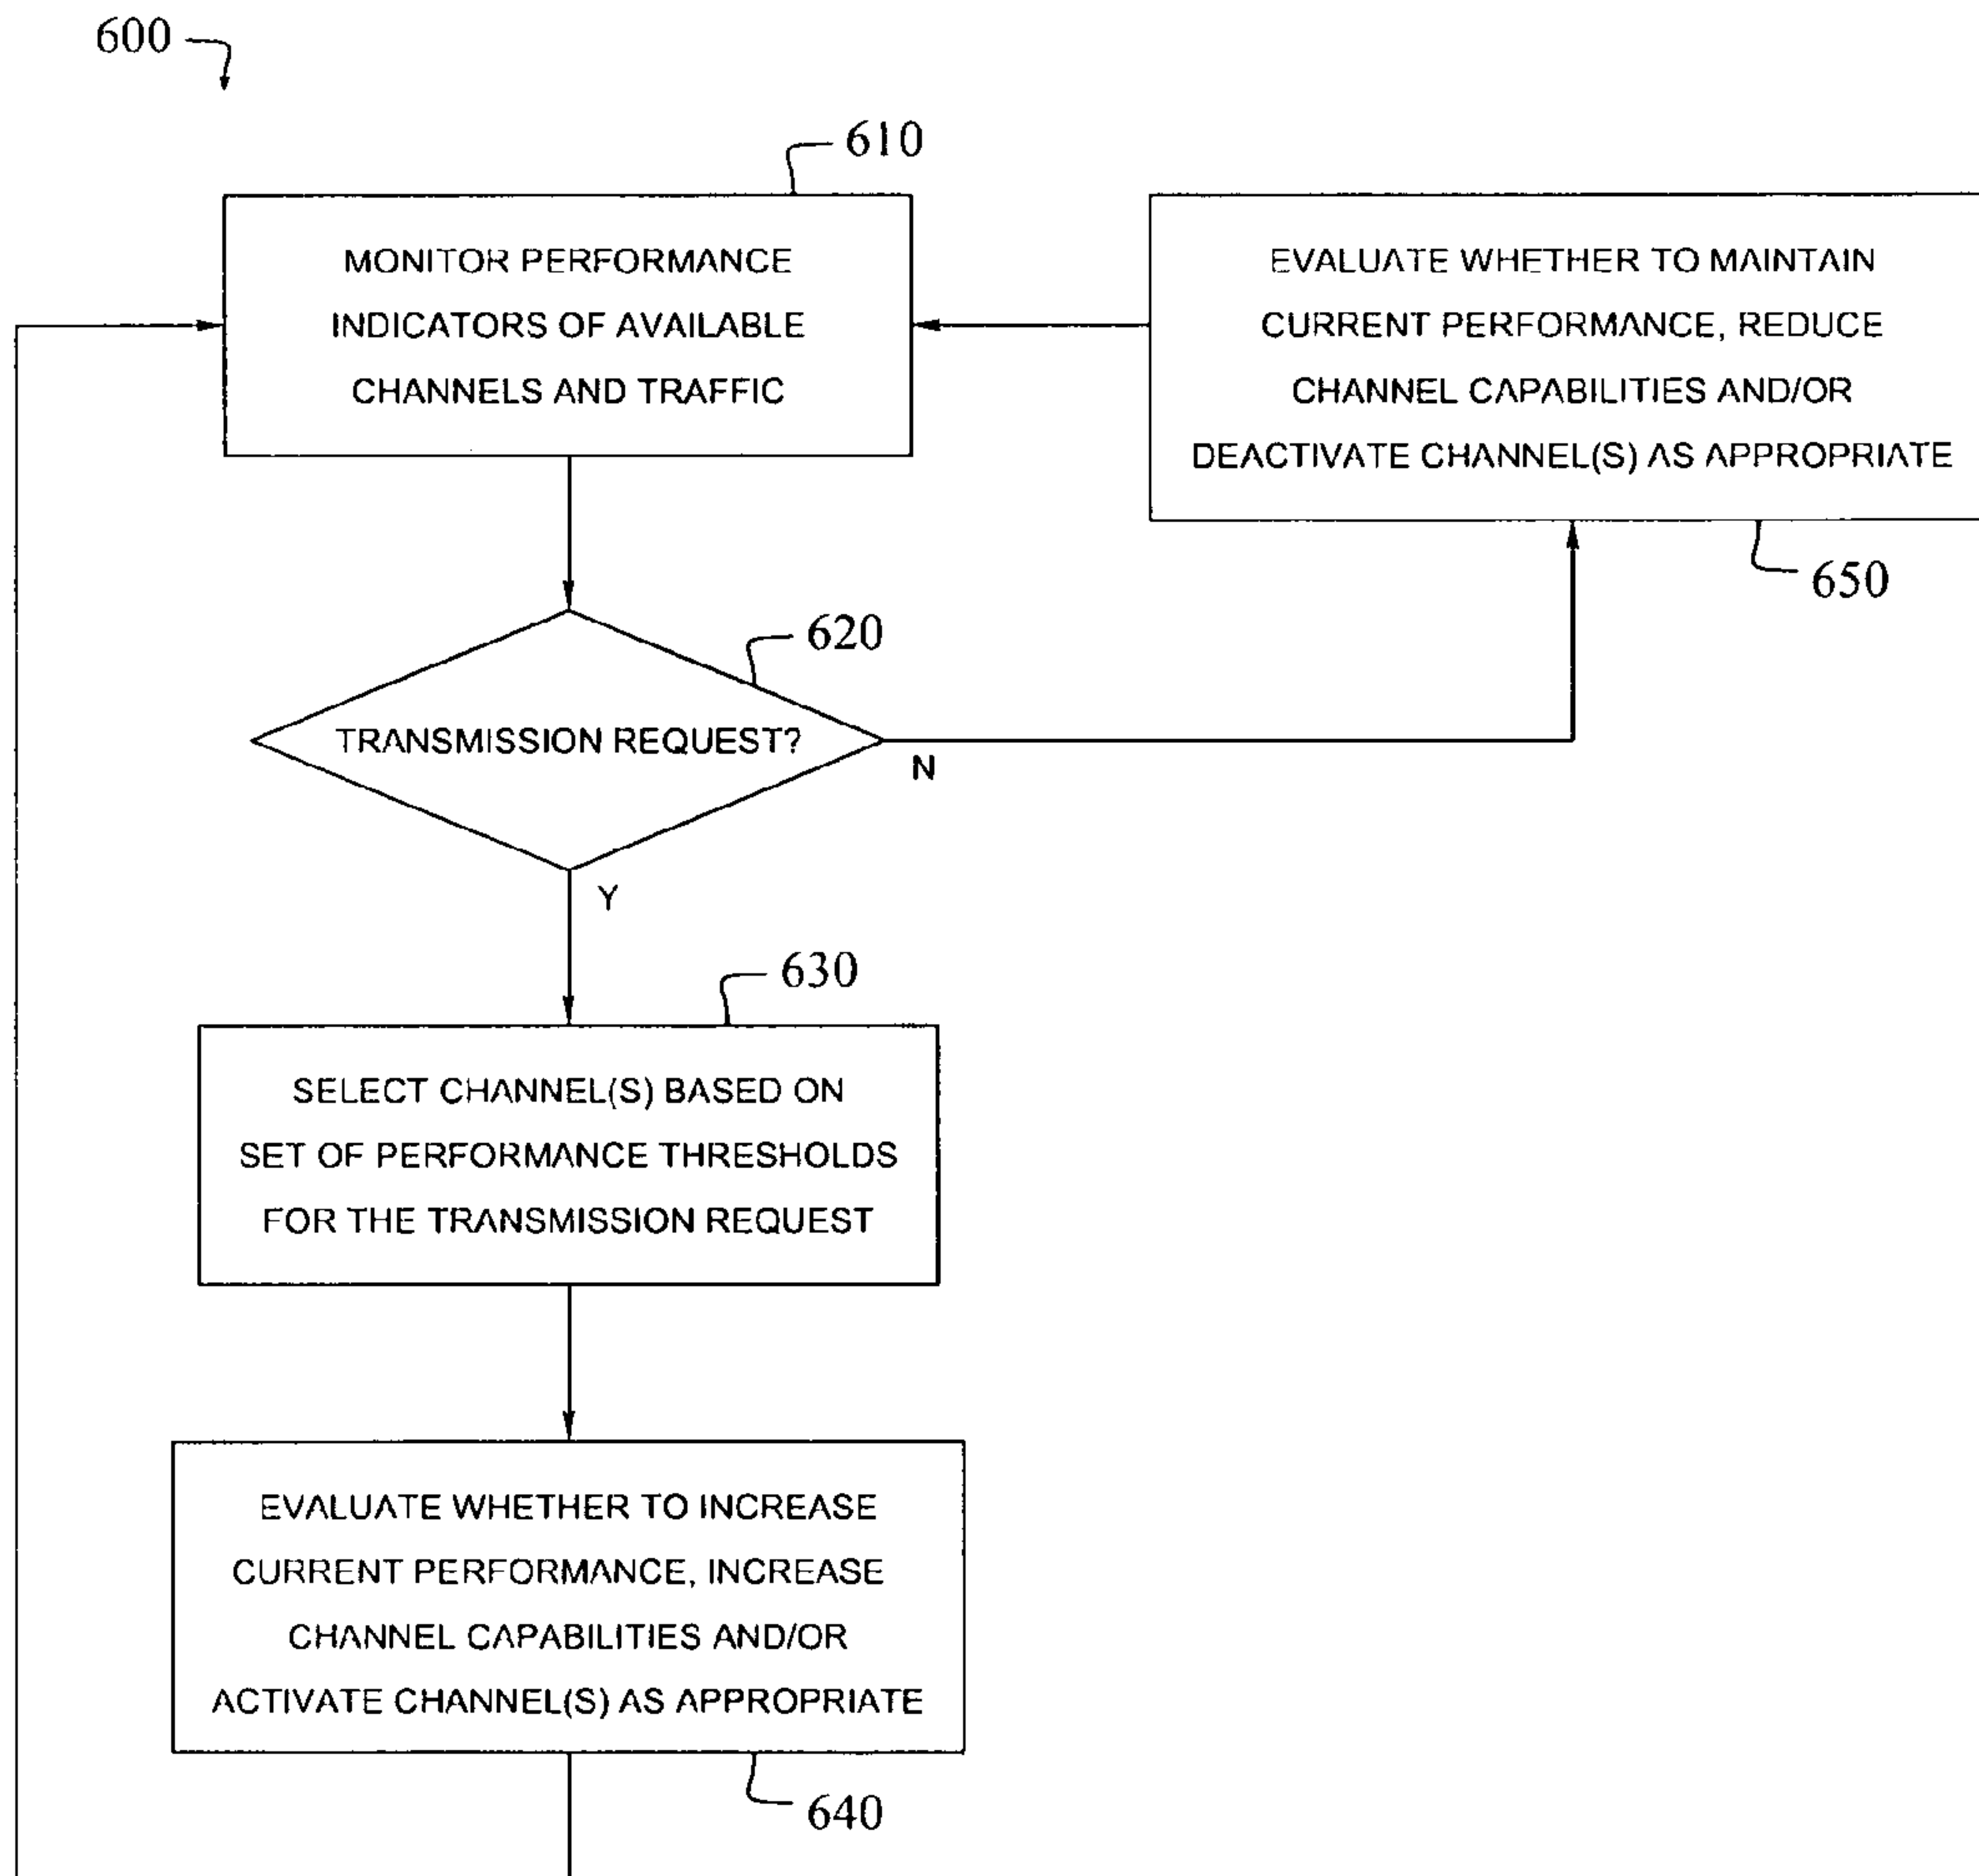 600
610
MONITOR PERFORMANCE
INDICATORS OF AVAILABLE
CHANNELS AND TRAFFIC
EVALUATE WHETHER TO MAINTAIN
CURRENT PERFORMANCE, REDUCE
CHANNEL CAPABILITIES AND/OR
DEACTIVATE CHANNEL(S) AS APPROPRIATE
650
620
TRANSMISSION REQUEST?
N
Y
630
SELECT CHANNEL(S) BASED ON
SET OF PERFORMANCE THRESHOLDS
FOR THE TRANSMISSION REQUEST
EVALUATE WHETHER TO INCREASE
CURRENT PERFORMANCE, INCREASE
CHANNEL CAPABILITIES AND/OR
ACTIVATE CHANNEL(S) AS APPROPRIATE
640